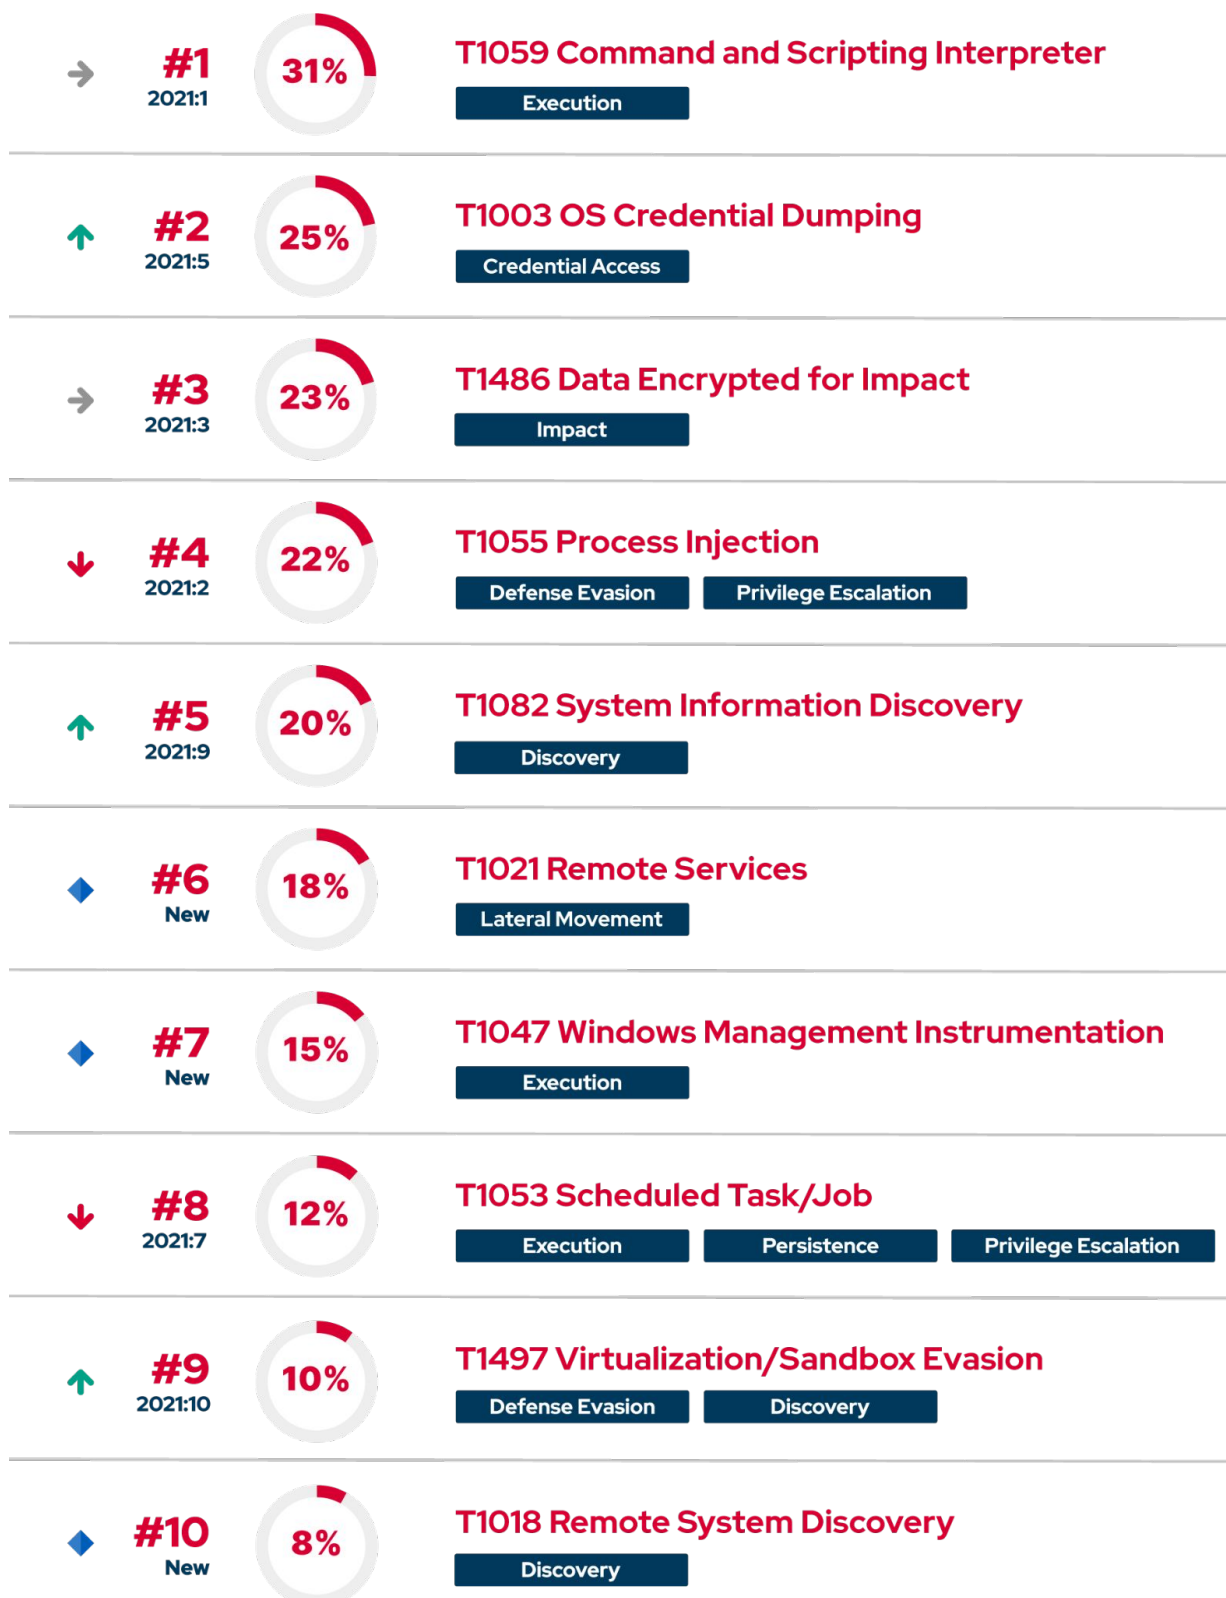 #1
2021:1
31%
T1059 Command and Scripting Interpreter
Execution
#2
2021:5
25%
T1003 OS Credential Dumping
Credential Access
#3
2021:3
23%
T1486 Data Encrypted for Impact
Impact
#4
2021:2
22%
T1055 Process Injection
Defense Evasion Privilege Escalation
#5
2021:9
20%
T1082 System Information Discovery
Discovery
#6
New
18%
T1021 Remote Services
Lateral Movement
#7
New
15%
T1047 Windows Management Instrumentation
Execution
#8
2021:7
12%
T1053 Scheduled Task/Job
Execution Persistence Privilege Escalation
#9
2021:10
10%
T1497 Virtualization/Sandbox Evasion
Defense Evasion Discovery
#10
New
8%
T1018 Remote System Discovery
Discovery